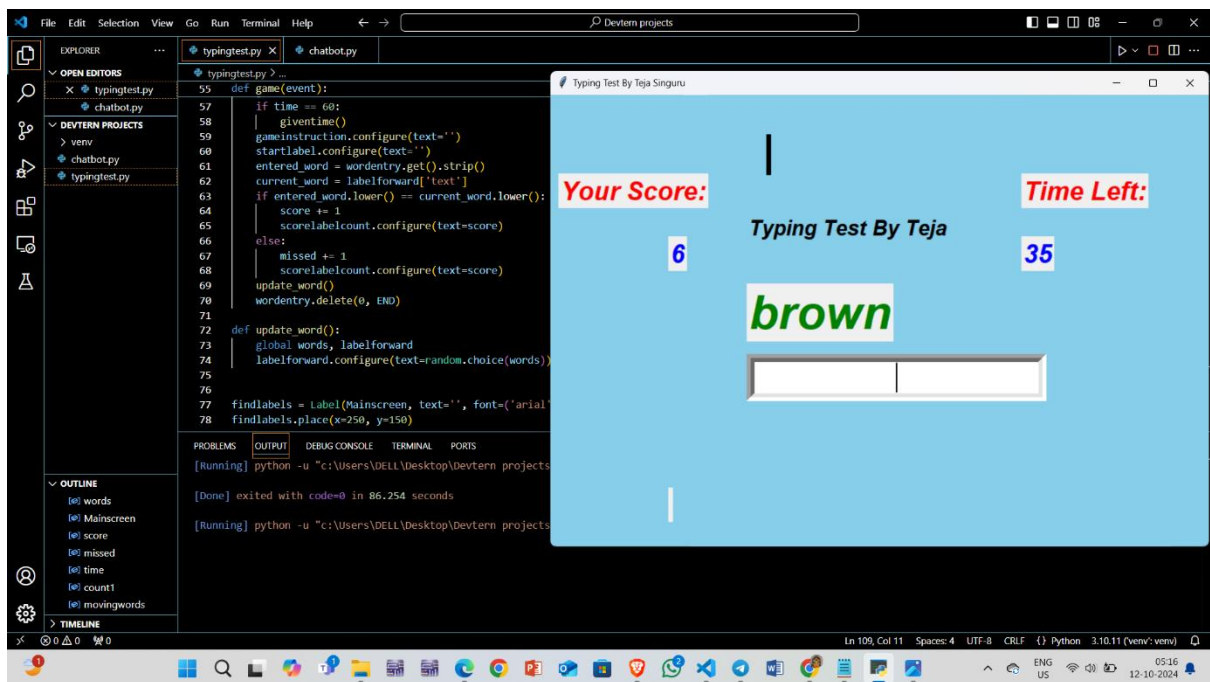 File Edit Selection View Go Run Terminal Help
Devtern projects
EXPLORER
typingtest.py
chatbot.py
OPEN EDITORS
typingtest.py
chatbot.py
DEVTERN PROJECTS
venv
chatbot.py
typingtest.py
OUTLINE
words
Mainscreen
score
missed
time
count1
movingwords
TIMELINE
typingtest.py > ...
55 def game(event):
57 if time == 60:
58 giventime()
59 gameinstruction.configure(text='')
60 startlabel.configure(text='')
61 entered_word = wordentry.get().strip()
62 current_word = labelforward['text']
63 if entered_word.lower() == current_word.lower():
64 score += 1
65 scorelabelcount.configure(text=score)
66 else:
67 missed += 1
68 scorelabelcount.configure(text=score)
69 update_word()
70 wordentry.delete(0, END)
71
72 def update_word():
73 global words, labelforward
74 labelforward.configure(text=random.choice(words))
75
76
77 findlabels = Label(Mainscreen, text='', font=('arial'
78 findlabels.place(x=250, y=150)
PROBLEMS OUTPUT DEBUG CONSOLE TERMINAL PORTS
[Running] python -u "c:\Users\DELL\Desktop\Devtern projects
[Done] exited with code=0 in 86.254 seconds
[Running] python -u "c:\Users\DELL\Desktop\Devtern projects
Typing Test By Teja Singuru
Your Score:
Time Left:
Typing Test By Teja
6
35
brown
0 0 0
Ln 109, Col 11 Spaces: 4 UTF-8 CRLF {} Python 3.10.11 ('venv': venv)
ENG
US
05:16
12-10-2024